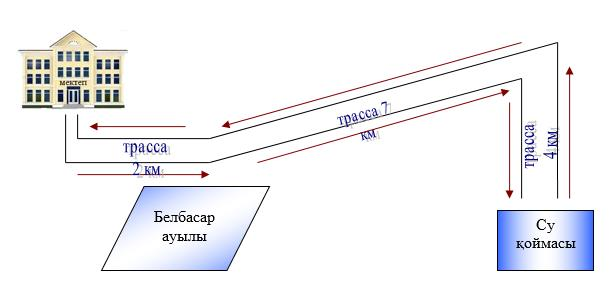 мектеп
трасса
2 км
трасса 7
км
трасса
4 км
Белбасар
ауылы
Су
қоймасы